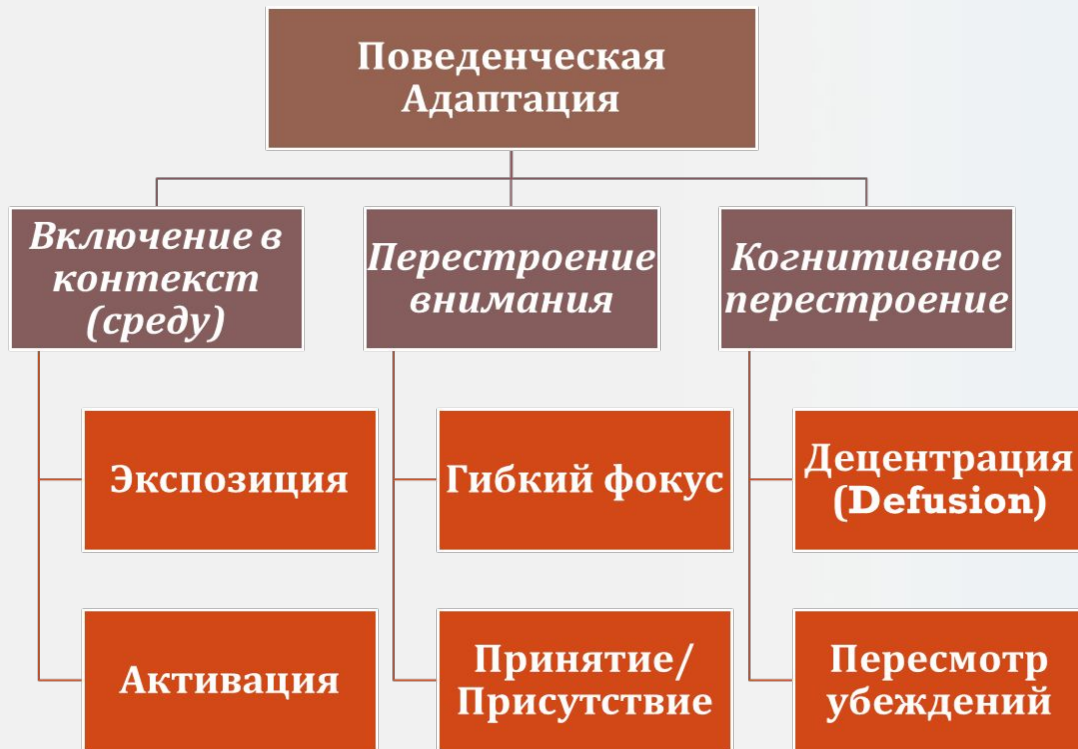 Поведенческая
Адаптация
Включение в
контекст
(среду)
Перестроение
внимания
Когнитивное
перестроение
Экспозиция
Гибкий фокус
Децентрация
(Defusion)
Активация
Принятие/
Присутствие
Пересмотр
убеждений